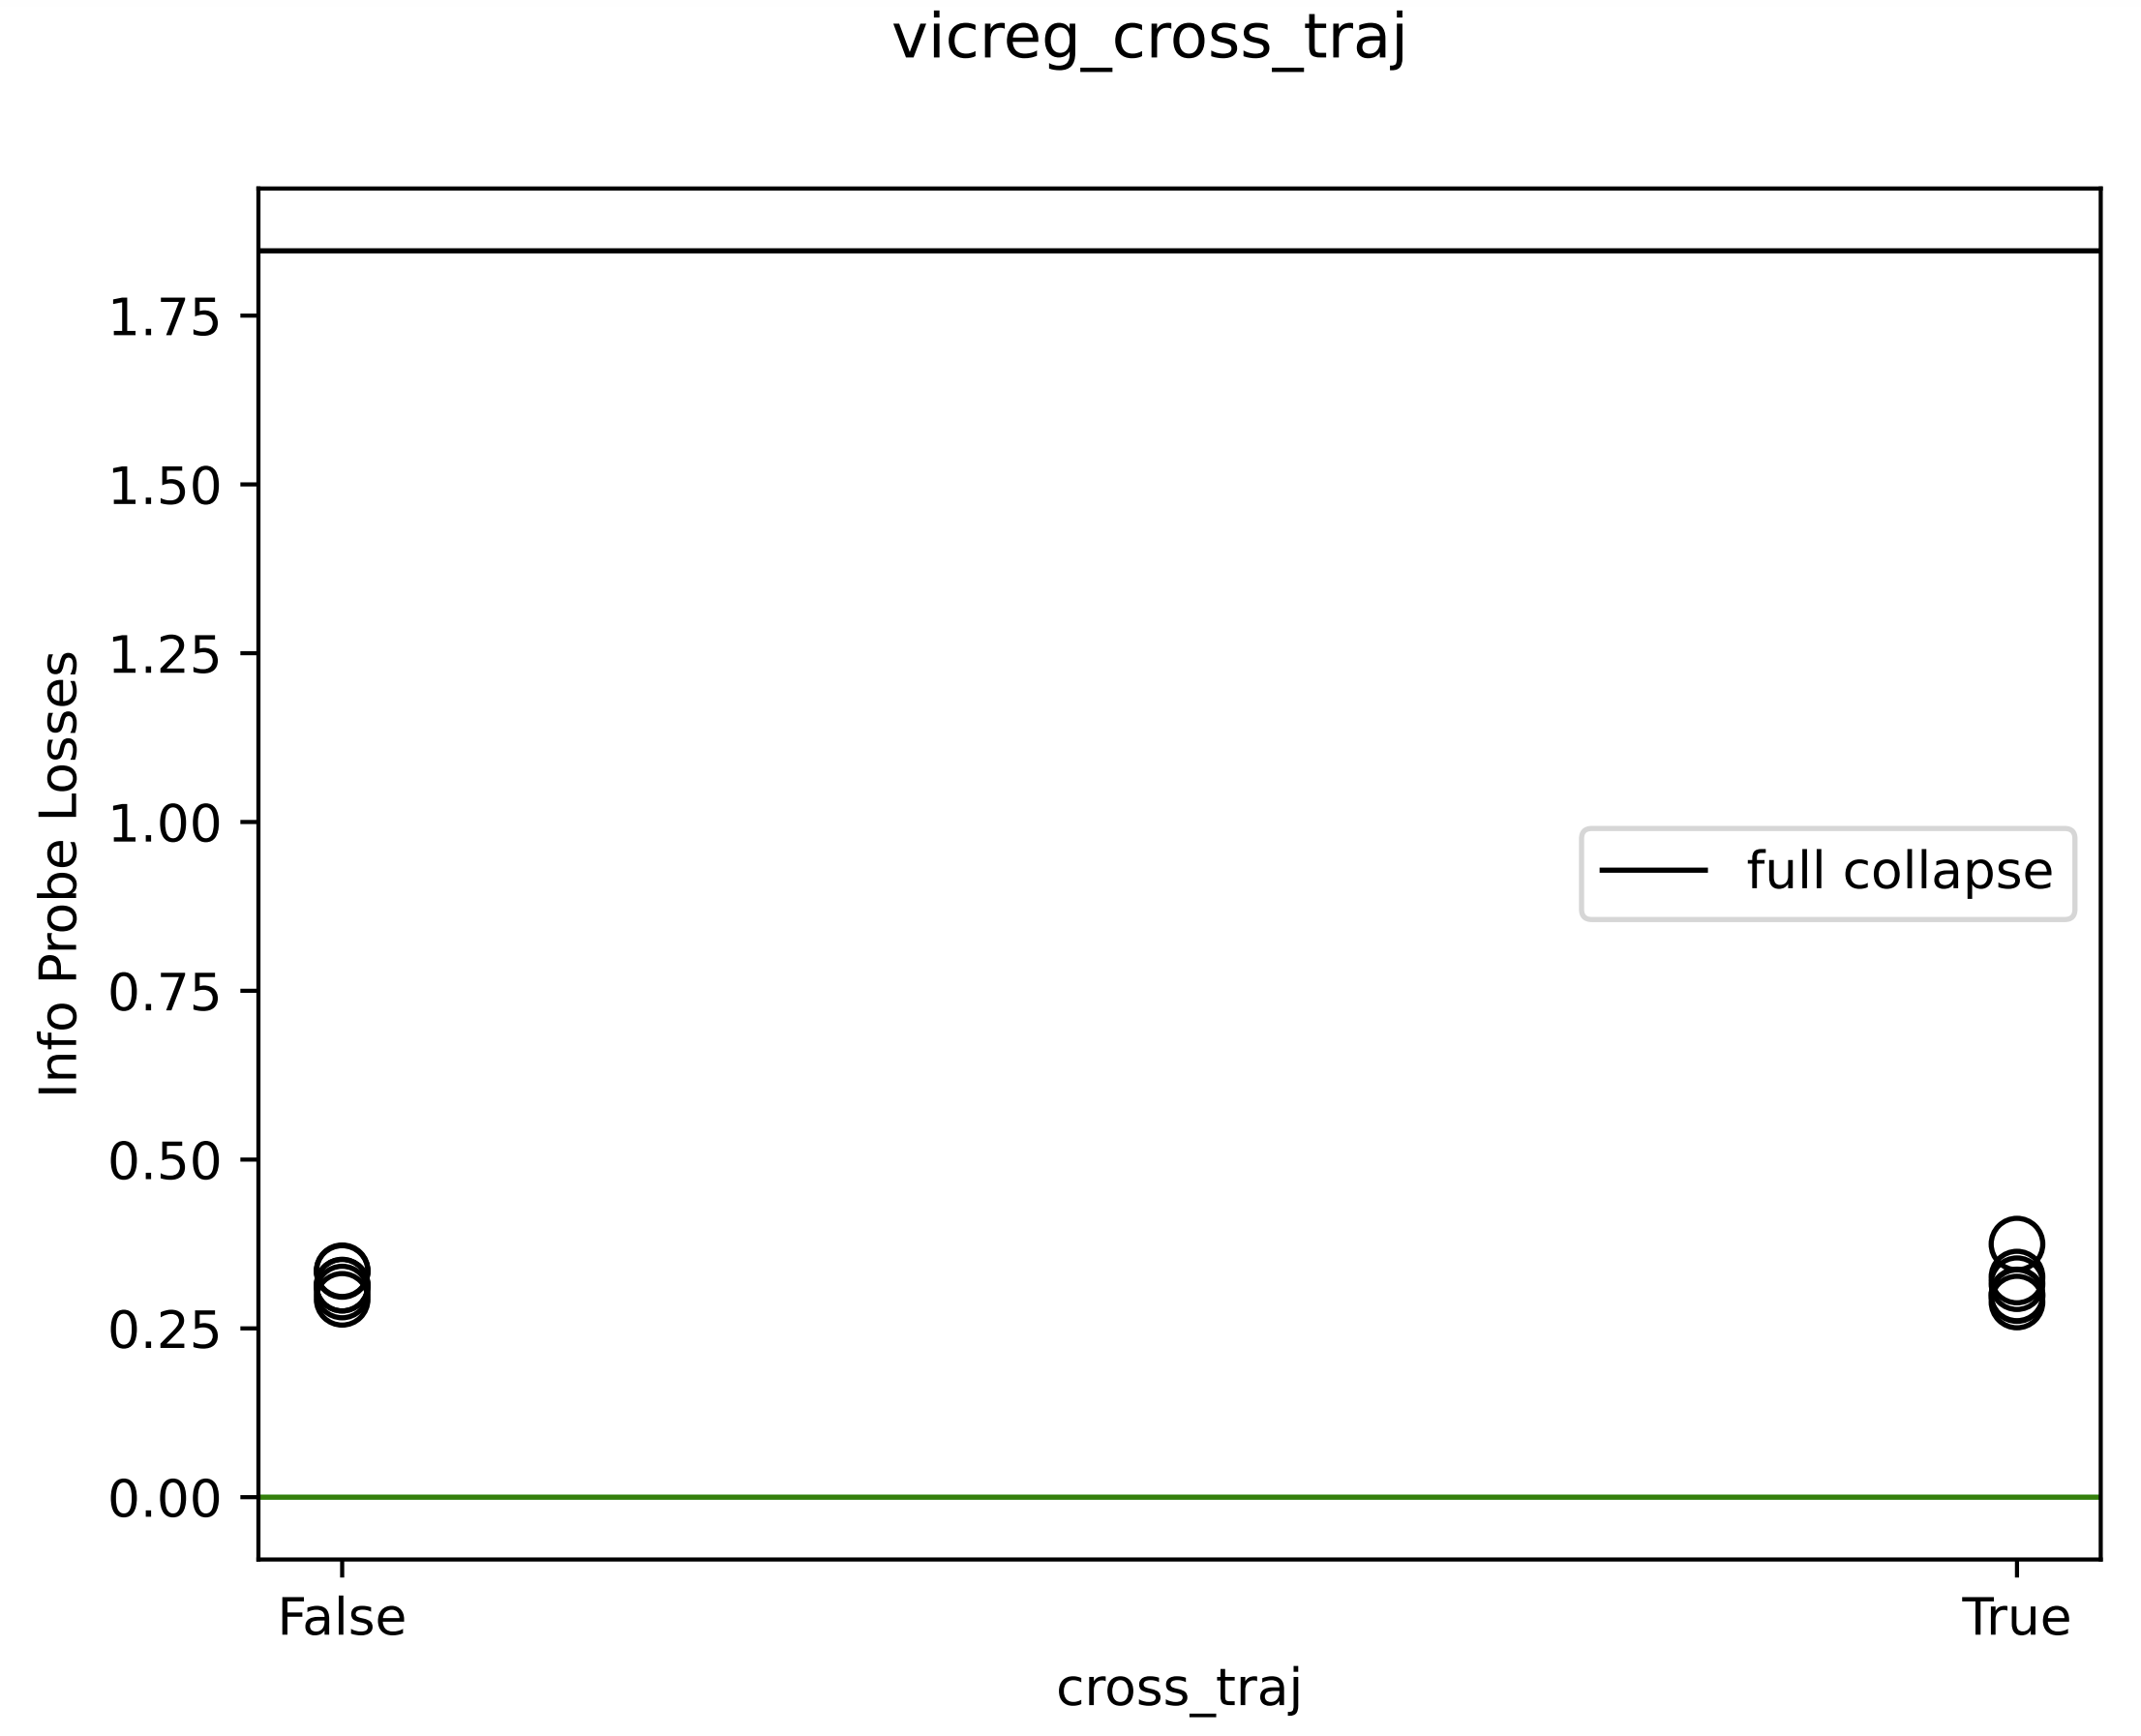 vicreg_cross_traj
1.75
1.50
1.25
1.00
0.75
0.50
0.25
0.00
Info Probe Losses
full collapse
False
True
cross_traj